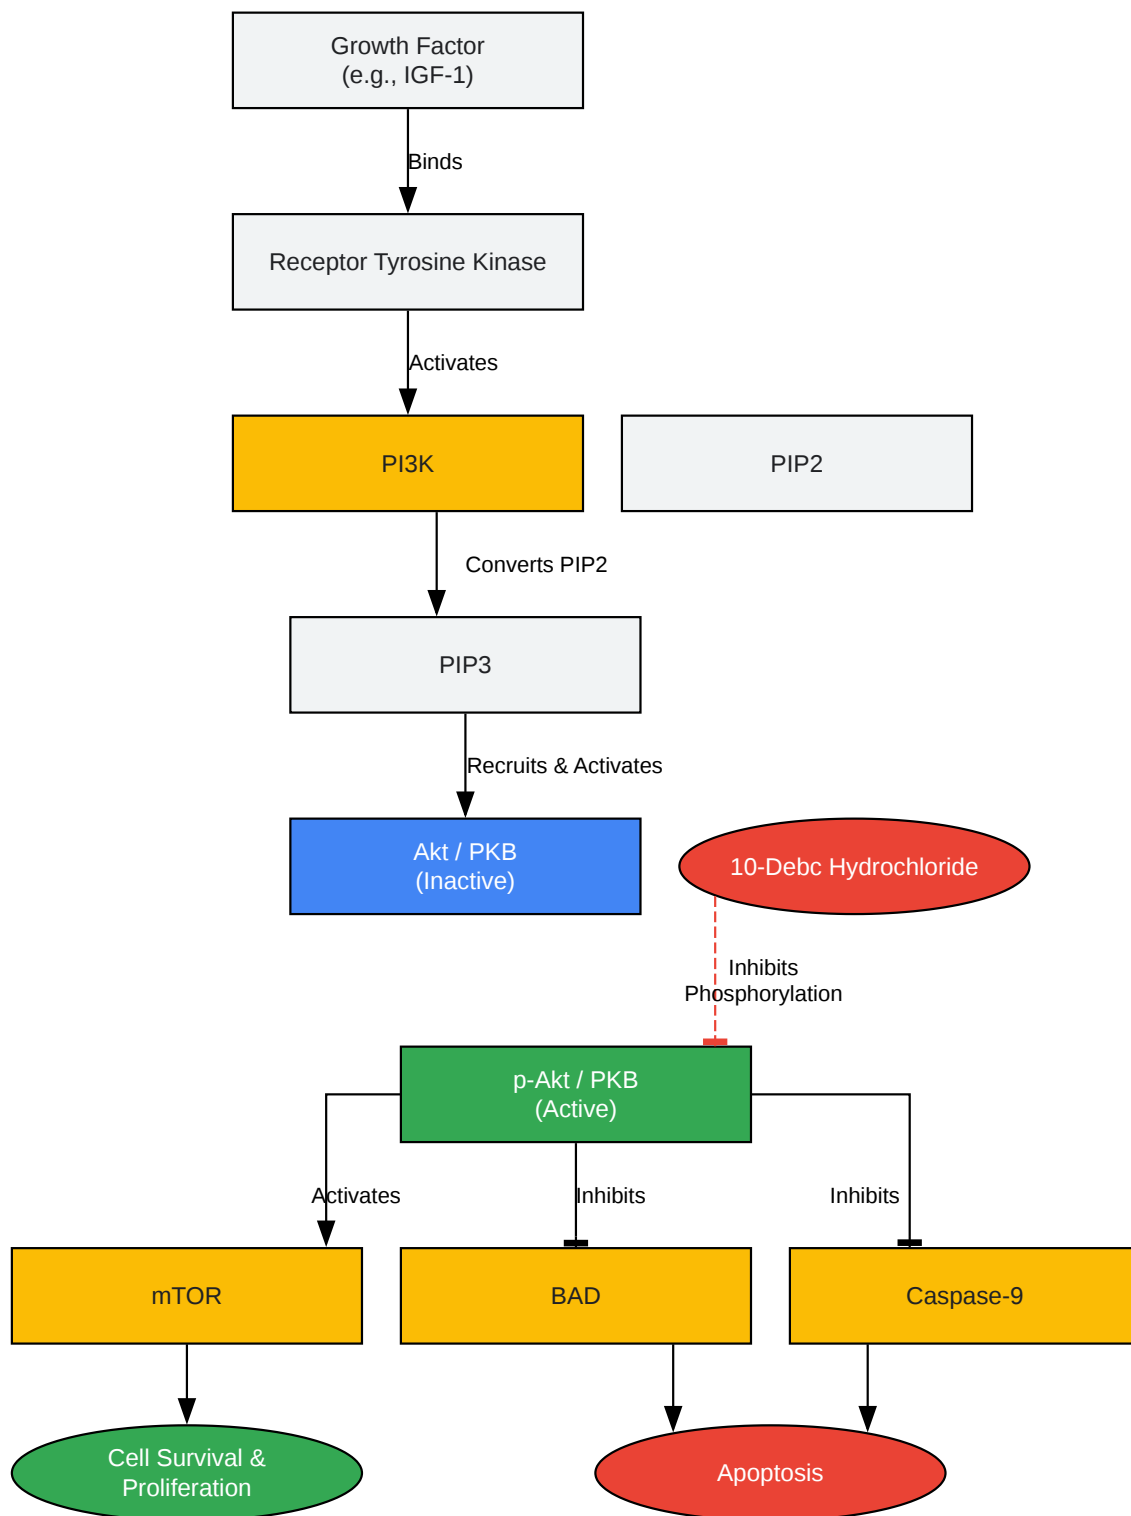 Growth Factor
(e.g., IGF-1)
Binds
Receptor Tyrosine Kinase
Activates
PI3K
PIP2
Converts PIP2
PIP3
Recruits & Activates
Akt / PKB
(Inactive)
10-Debc Hydrochloride
Inhibits
Phosphorylation
p-Akt / PKB
(Active)
Activates
Inhibits
Inhibits
mTOR
BAD
Caspase-9
Cell Survival &
Proliferation
Apoptosis